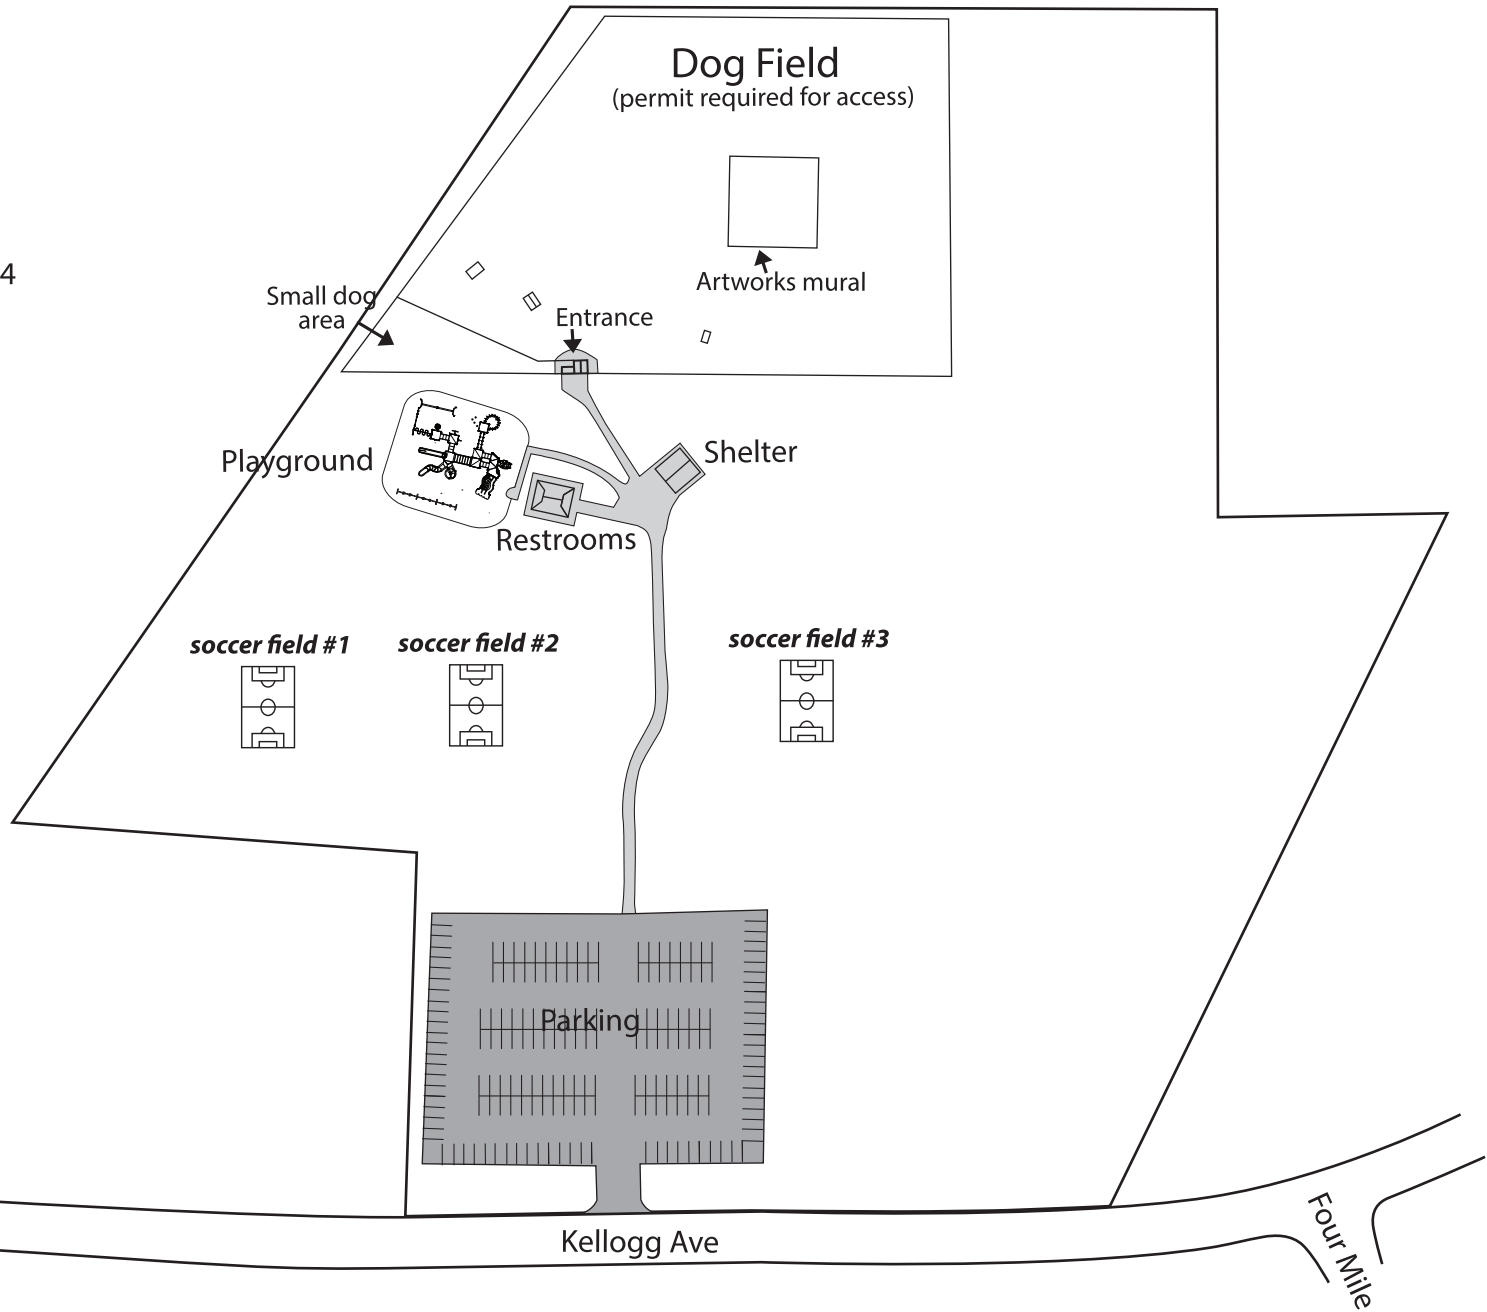 Dog Field
(permit required for access)
4
Artworks mural
Small dog
area
Entrance
Playground
Shelter
Restrooms
soccer field #1
soccer field #2
soccer field #3
Parking
Kellogg Ave
Four Mile